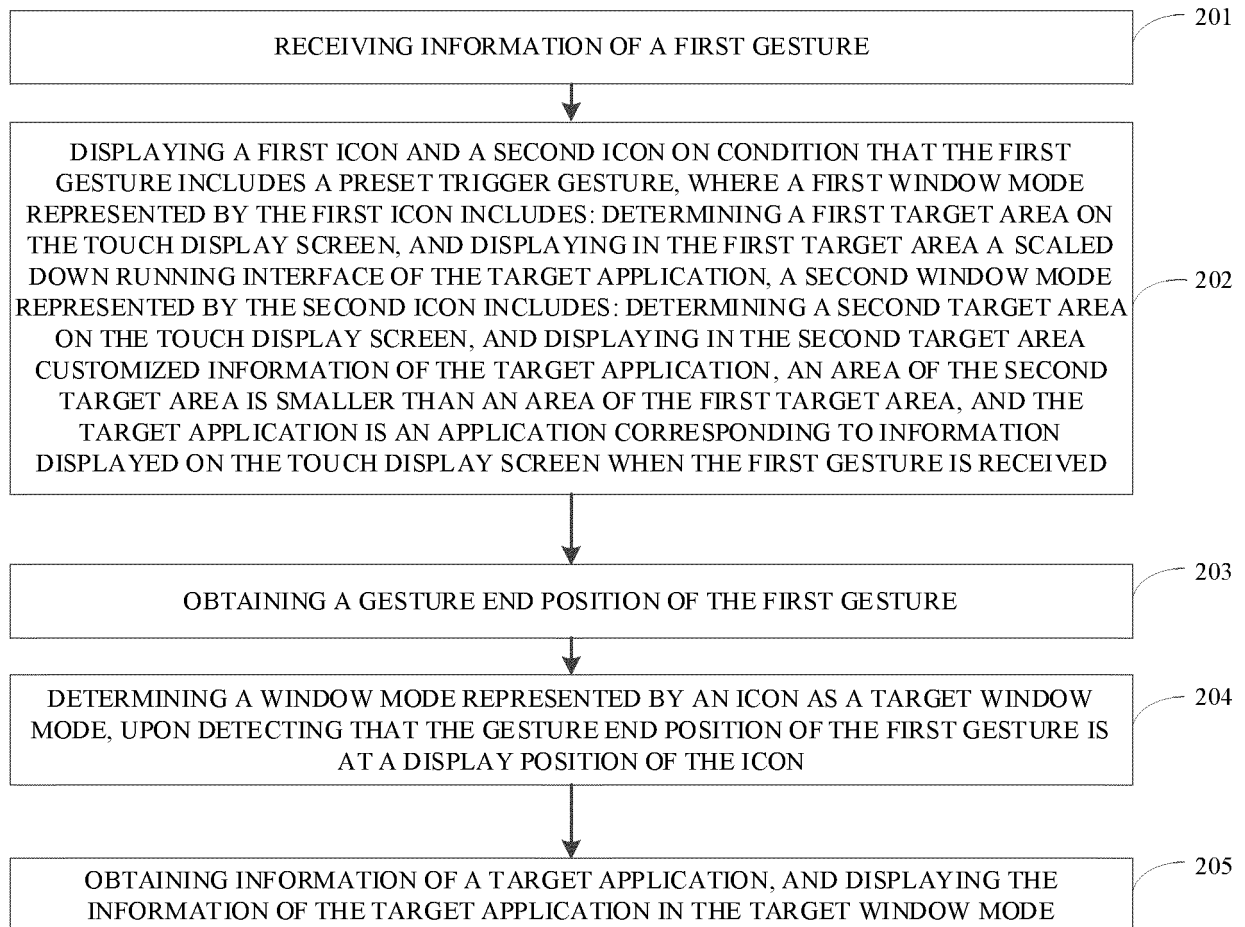 RECEIVING INFORMATION OF A FIRST GESTURE
201
DISPLAYING A FIRST ICON AND A SECOND ICON ON CONDITION THAT THE FIRST
GESTURE INCLUDES A PRESET TRIGGER GESTURE, WHERE A FIRST WINDOW MODE
REPRESENTED BY THE FIRST ICON INCLUDES: DETERMINING A FIRST TARGET AREA ON
THE TOUCH DISPLAY SCREEN, AND DISPLAYING IN THE FIRST TARGET AREA A SCALED
DOWN RUNNING INTERFACE OF THE TARGET APPLICATION, A SECOND WINDOW MODE
REPRESENTED BY THE SECOND ICON INCLUDES: DETERMINING A SECOND TARGET AREA
ON THE TOUCH DISPLAY SCREEN, AND DISPLAYING IN THE SECOND TARGET AREA
CUSTOMIZED INFORMATION OF THE TARGET APPLICATION, AN AREA OF THE SECOND
TARGET AREA IS SMALLER THAN AN AREA OF THE FIRST TARGET AREA, AND THE
TARGET APPLICATION IS AN APPLICATION CORRESPONDING TO INFORMATION
DISPLAYED ON THE TOUCH DISPLAY SCREEN WHEN THE FIRST GESTURE IS RECEIVED
202
OBTAINING A GESTURE END POSITION OF THE FIRST GESTURE
203
DETERMINING A WINDOW MODE REPRESENTED BY AN ICON AS A TARGET WINDOW
MODE, UPON DETECTING THAT THE GESTURE END POSITION OF THE FIRST GESTURE IS
AT A DISPLAY POSITION OF THE ICON
204
OBTAINING INFORMATION OF A TARGET APPLICATION, AND DISPLAYING THE
INFORMATION OF THE TARGET APPLICATION IN THE TARGET WINDOW MODE
205